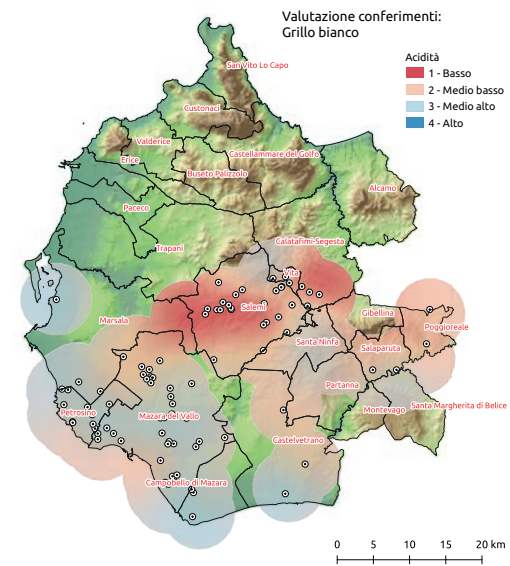 Valutazione conferimenti:
Grillo bianco
Acidità
1 - Basso
2 - Medio basso
3 - Medio alto
4 - Alto
San Vito Lo Capo
Custonaci
Valderice
Erice
Castellammare del Golfo
Buseto Palizzolo
Alcamo
Paceco
Trapani
Calatafimi-Segesta
Vita
Marsala
Salemi
Gibellina
Poggioreale
Santa Ninfa
Salaparuta
Partanna
Petrosino
Mazara del Vallo
Montevago
Santa Margherita di Belice
Castelvetrano
Campobello di Mazara
0 5 10 15 20 km